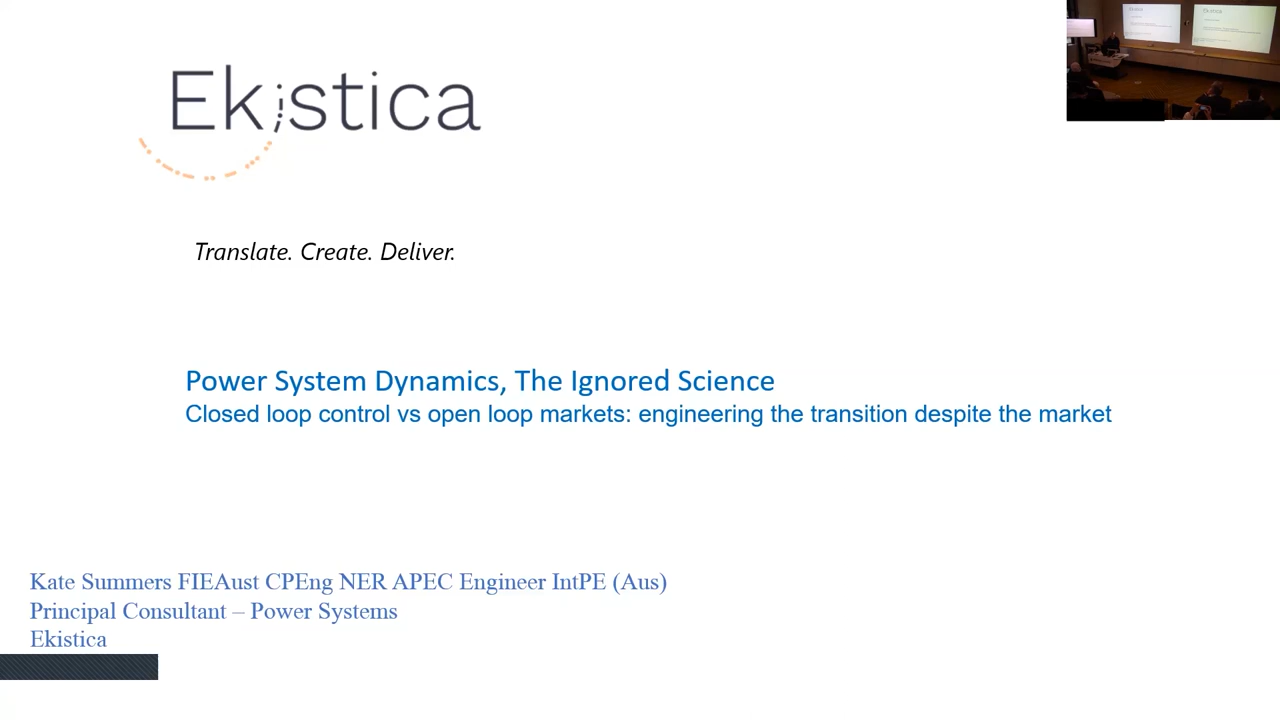 Ekistica
Translate. Create. Deliver.
Power System Dynamics, The Ignored Science
Closed loop control vs open loop markets: engineering the transition despite the market
Kate Summers FIEAust CPEng NER APEC Engineer IntPE (Aus)
Principal Consultant – Power Systems
Ekistica